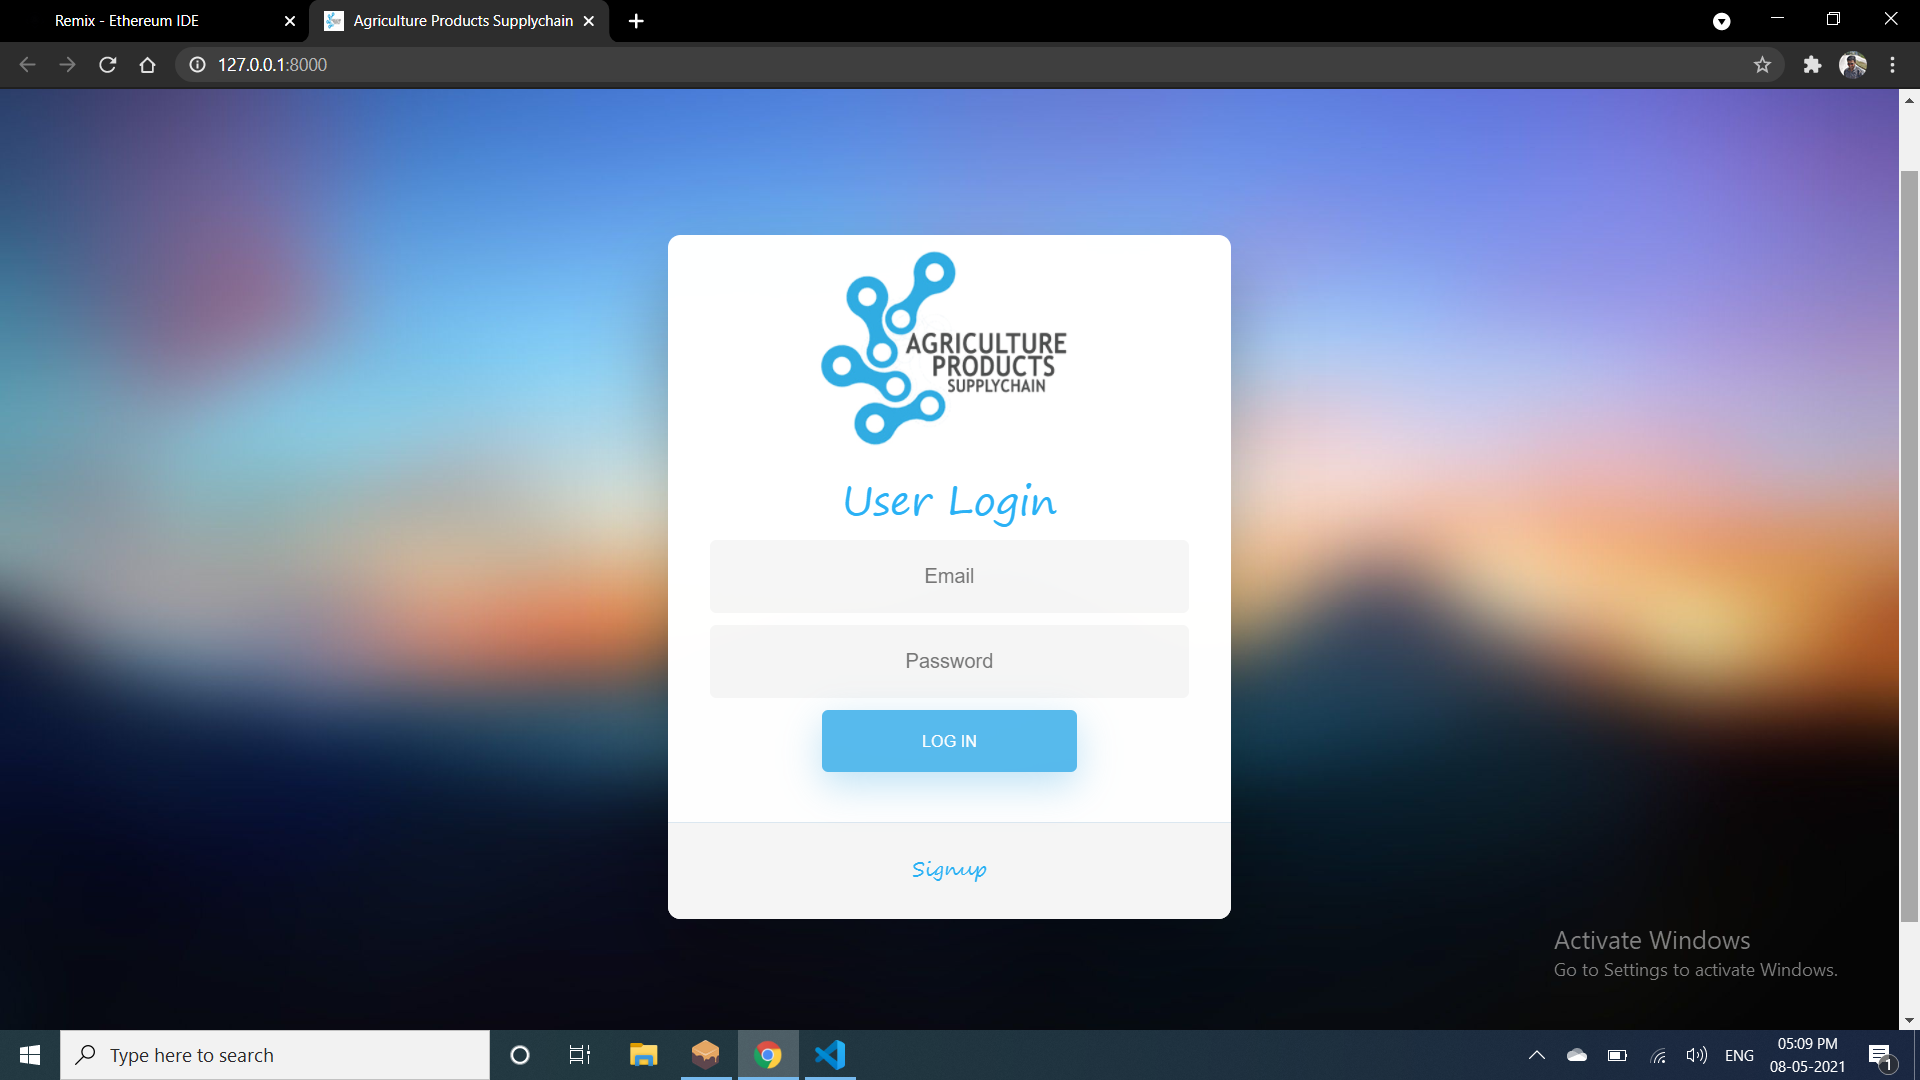 Remix - Ethereum IDE
Agriculture Products Supplychain
127.0.0.1:8000
AGRICULTURE
PRODUCTS
SUPPLYCHAIN
User Login
Email
Password
LOG IN
Signup
Activate Windows
Go to Settings to activate Windows.
Type here to search
ENG
05:09 PM
08-05-2021
1